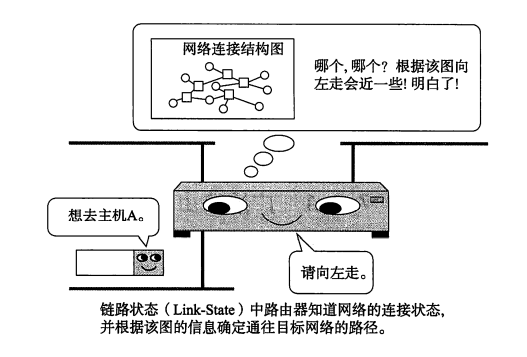 网络连接结构图
哪个，哪个？根据该图向
左走会近一些！明白了！
想去主机A。
请向左走。
链路状态（Link-State）中路由器知道网络的连接状态，
并根据该图的信息确定通往目标网络的路径。